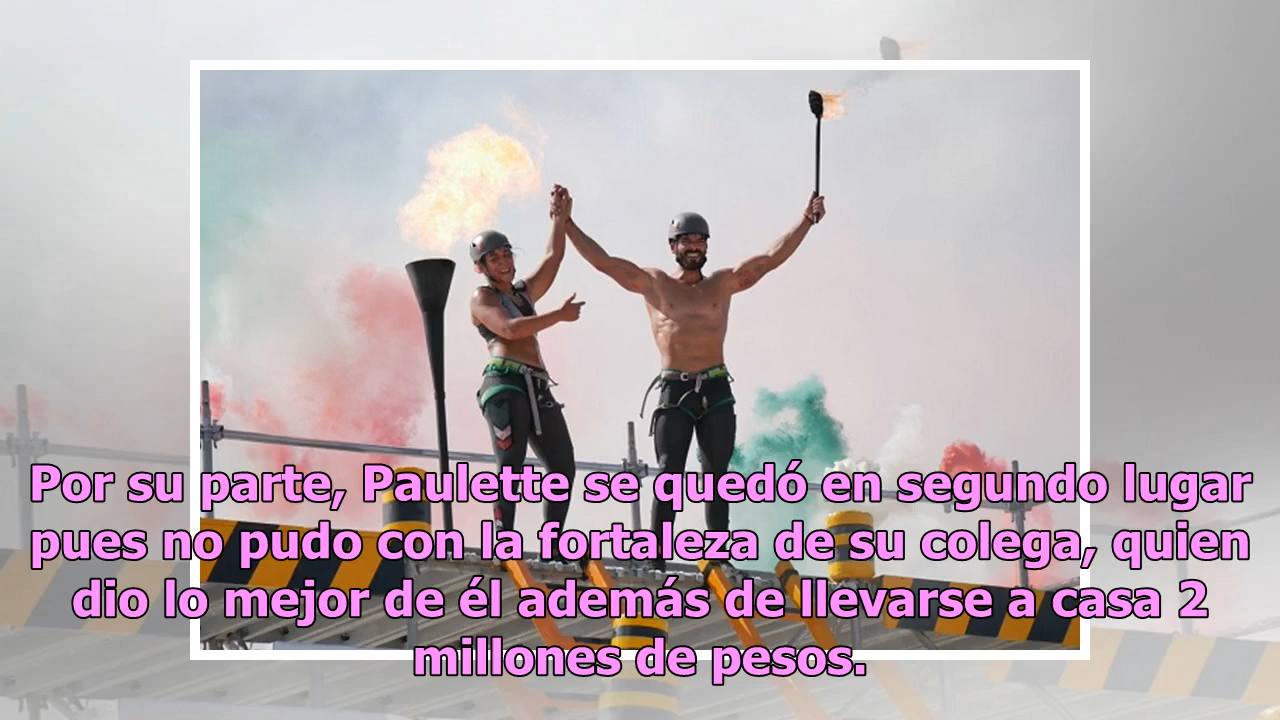 Por su parte, Paulette se quedó en segundo lugar
pues no pudo con la fortaleza de su colega, quien
dio lo mejor de él además de llevarse a casa 2
millones de pesos.